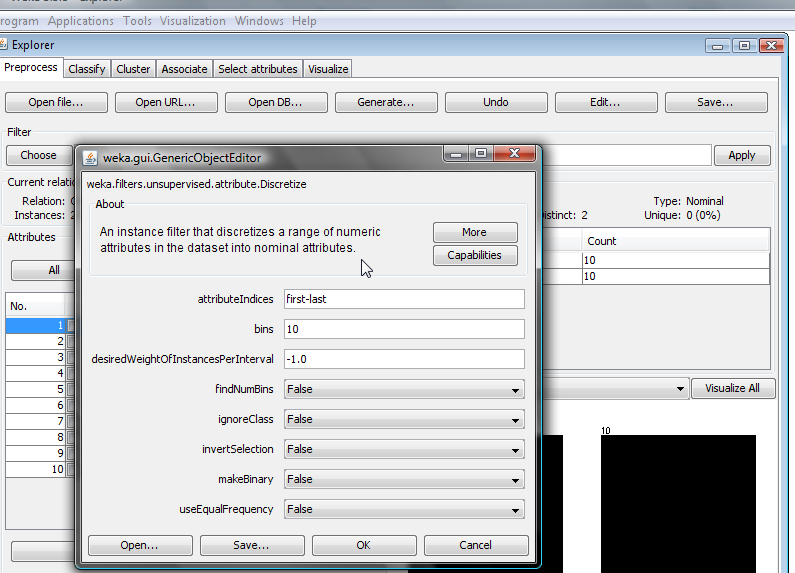 rogram Applications Tools Visualization Windows Help
Explorer
Preprocess Classify Cluster Associate Select attributes Visualize
Open file... Open URL... Open DB... Generate... Undo Edit... Save...
Filter
Choose Apply
weka.gui.GenericObjectEditor
Current relati
Relation:
Instances: 2
Type: Nominal
istinct: 2 Unique: 0 (0%)
Attributes
All
No.
1
2
3
4
5
6
7
8
9
10
weka.filters.unsupervised.attribute.Discretize
About
An instance filter that discretizes a range of numeric
attributes in the dataset into nominal attributes.
More
Capabilities
attributeIndices first-last
bins 10
desiredWeightOfInstancesPerInterval -1.0
findNumBins False
ignoreClass False
invertSelection False
makeBinary False
useEqualFrequency False
Open... Save... OK Cancel
Count
10
10
Visualize All
10